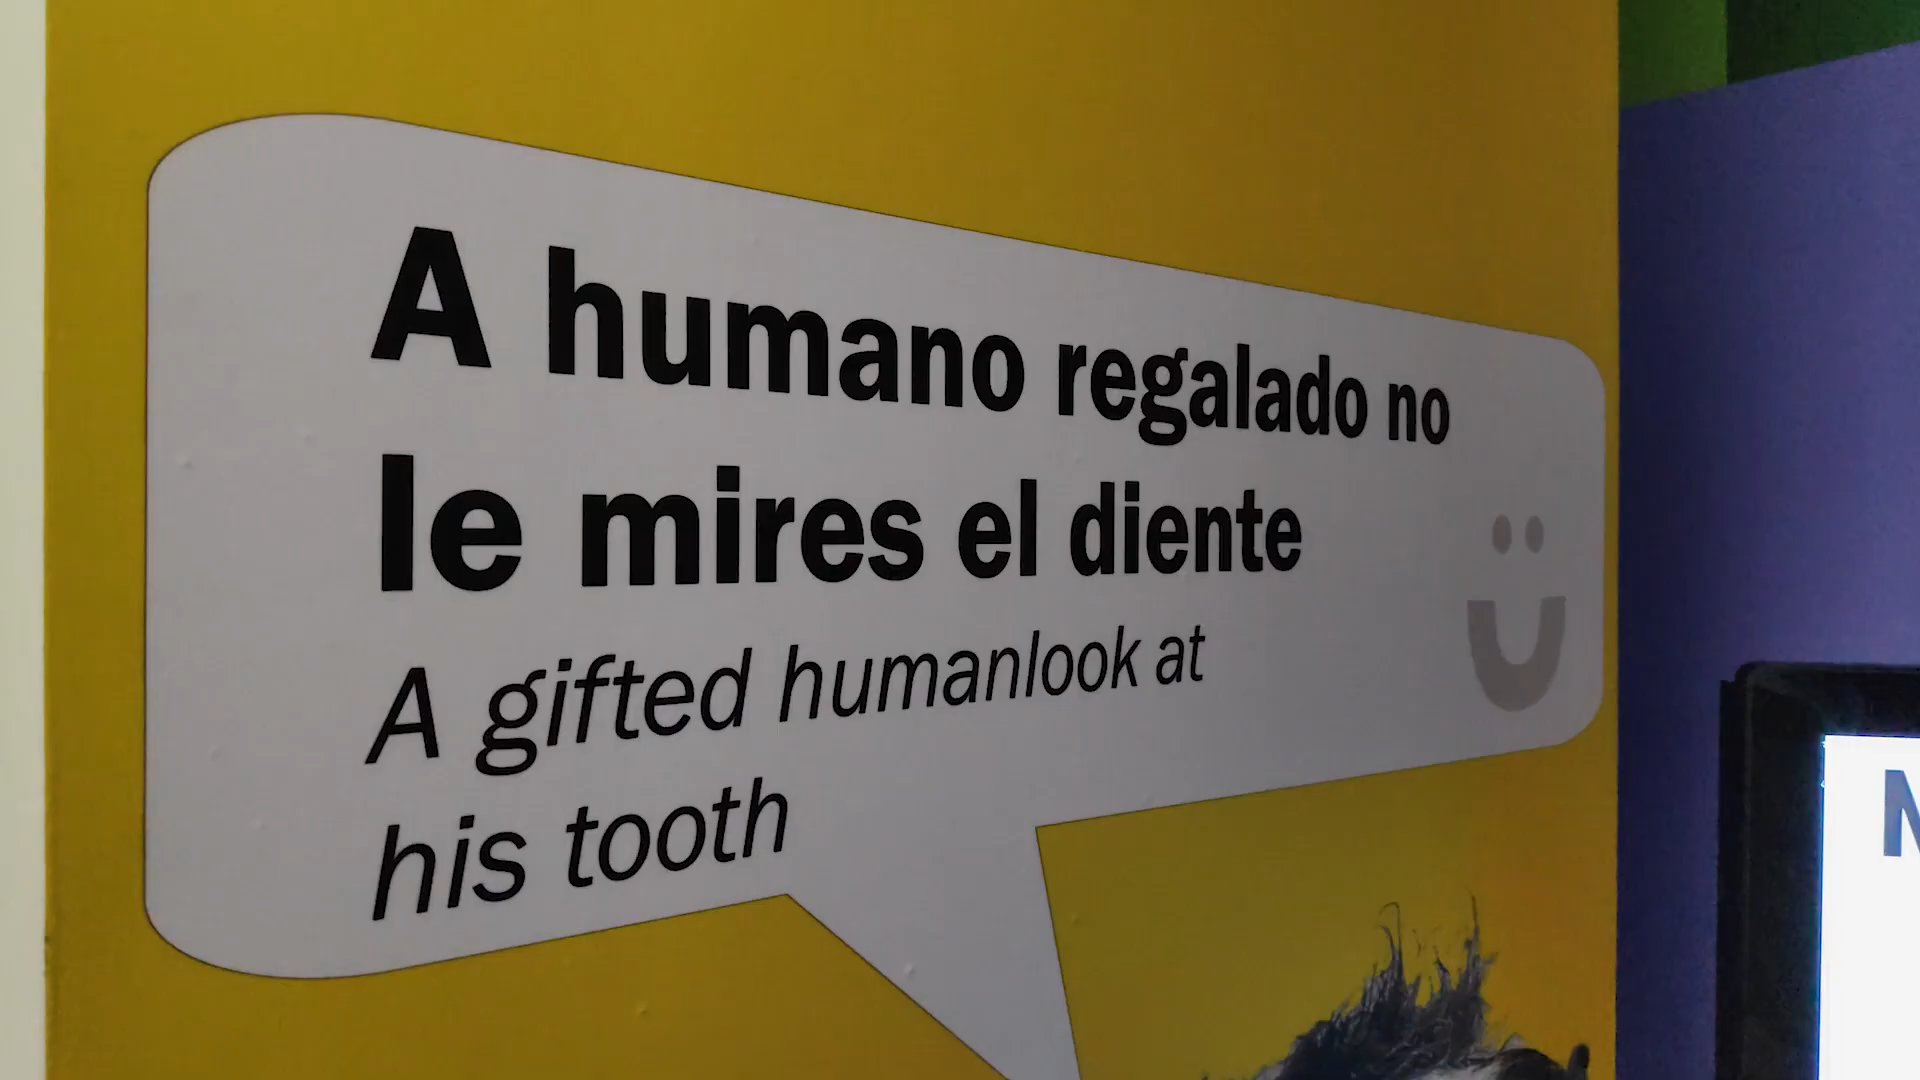 A humano regalado no
le mires el diente
A gifted humanlook at
his tooth